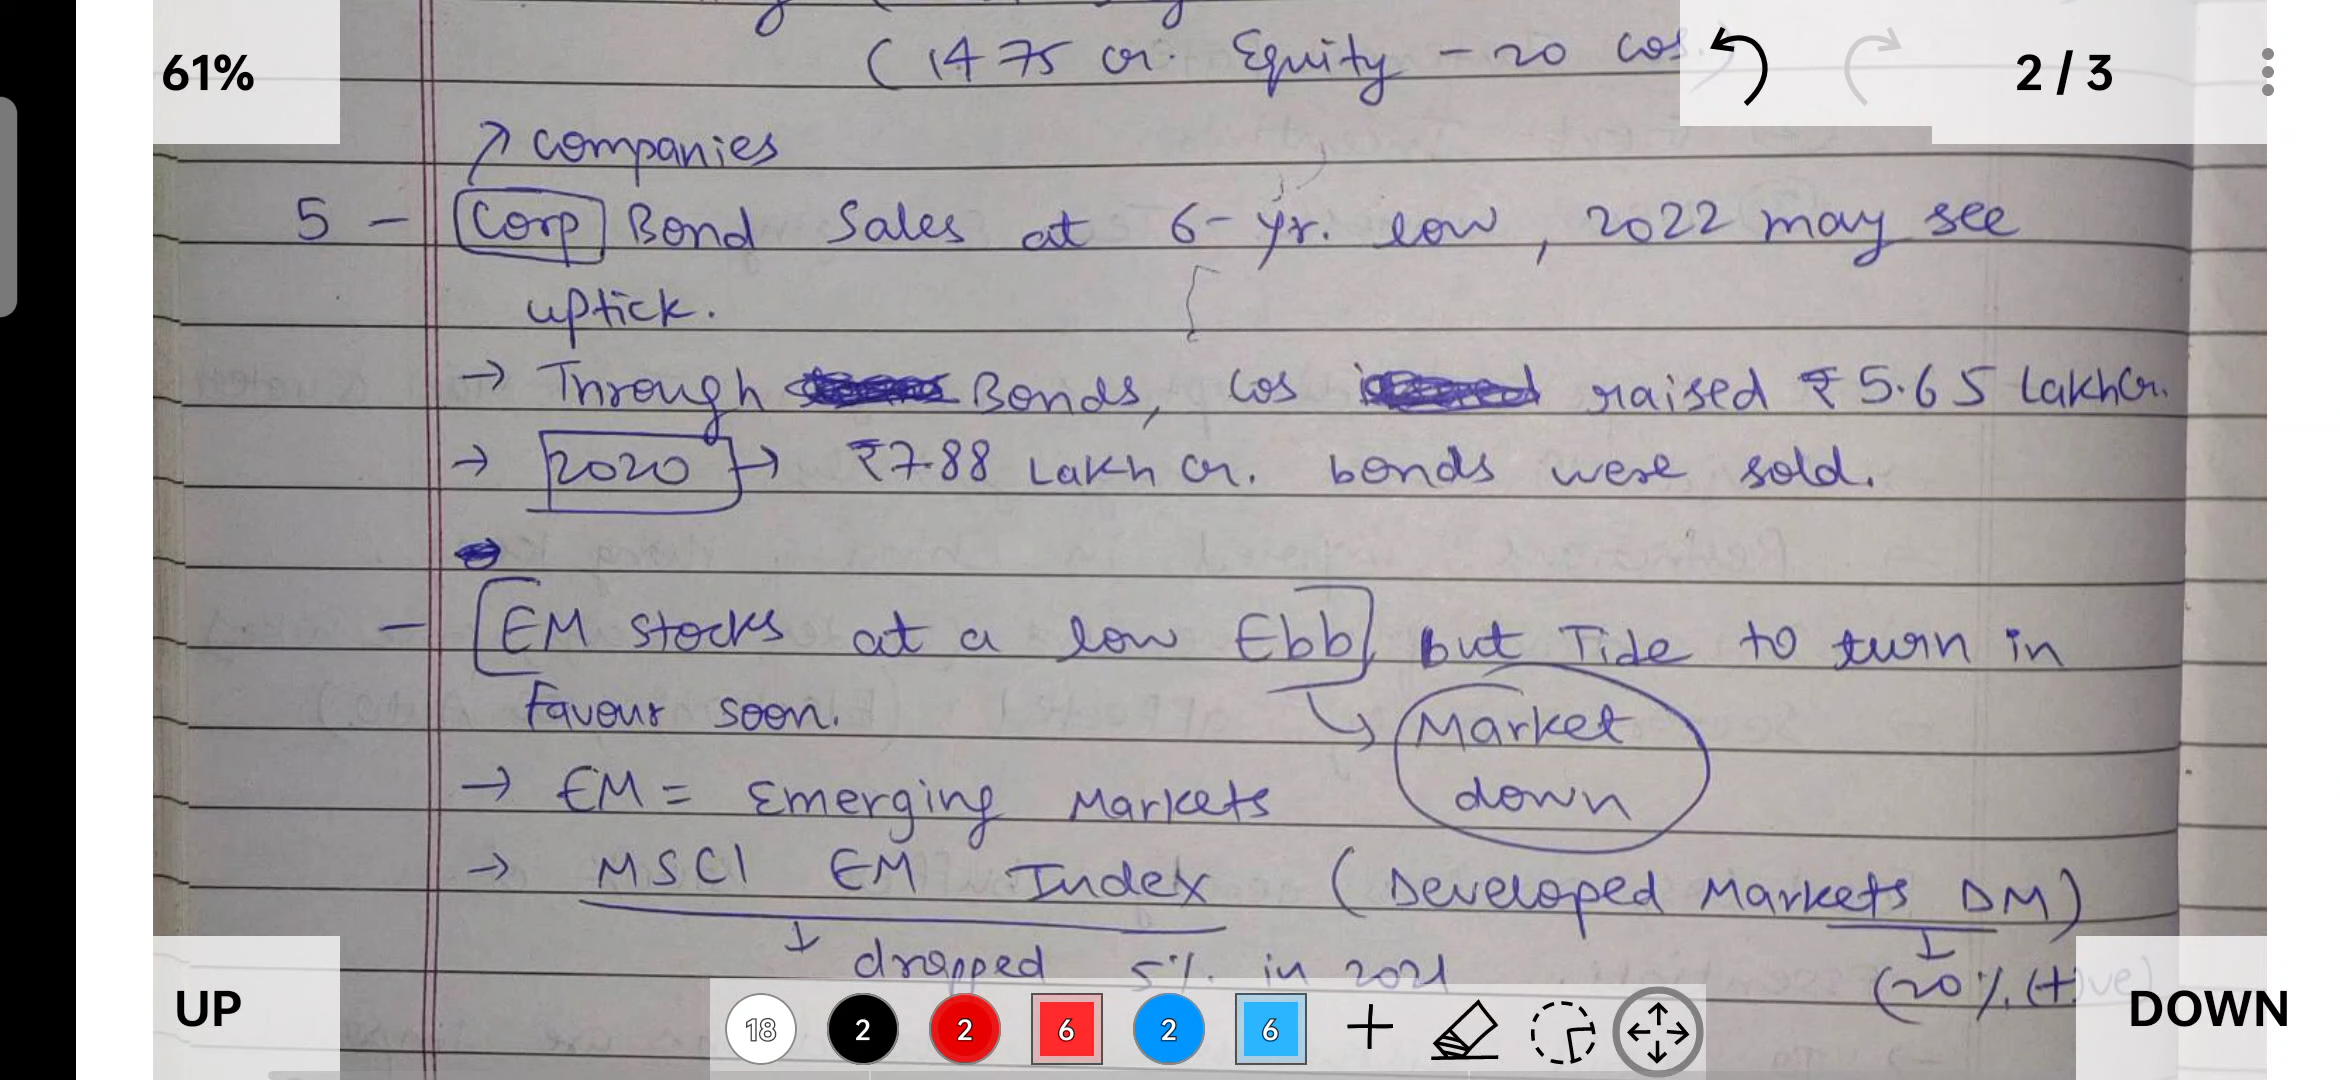 61%
(1475 cr. Equity - 20 cos.)
2 / 3
↗ companies
5 - Corp Bond Sales at 6-yr. low, 2022 may see
uptick.
→ Through Bonds, cos raised ₹5.65 Lakh Cr.
→ 2020 → ₹7.88 Lakh Cr. bonds were sold.
- [EM stocks at a low Ebb], but Tide to turn in
favour soon.
↳ Market
down
→ EM = Emerging Markets
→ MSCI EM Index (Developed Markets DM)
↓ dropped 5% in 2021
↓
(20% (+)ve)
UP
DOWN
18 2 2 6 2 6